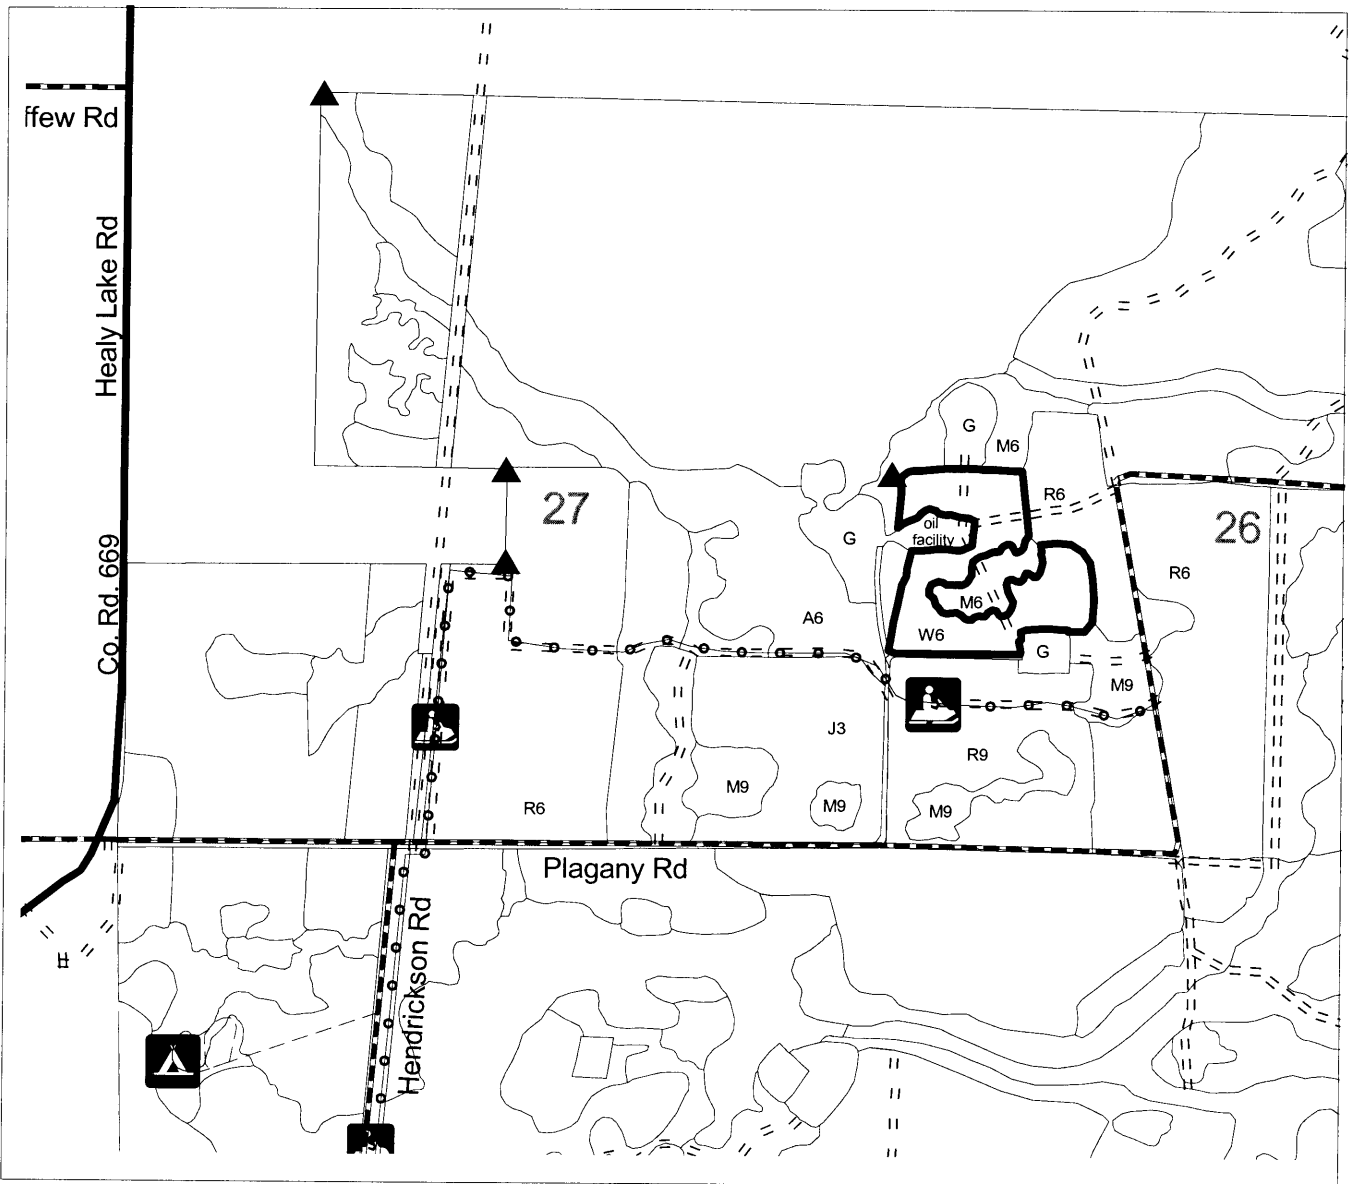 ffew Rd
Healy Lake Rd
Co. Rd. 669
G
M6
27
R6
26
oil
facility
G
R6
M6
A6
W6
G
M9
J3
R9
M9
M9
M9
R6
Plagany Rd
Hendrickson Rd